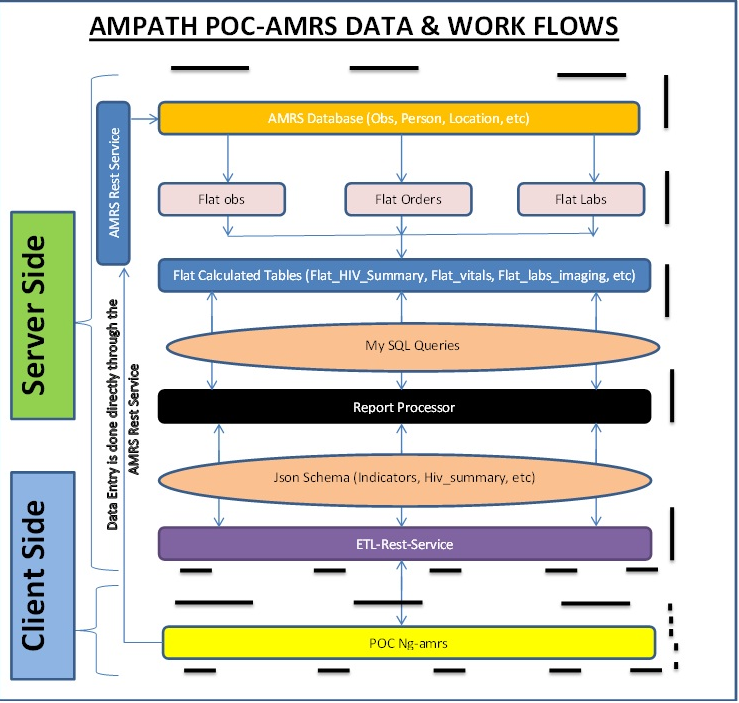 AMPATH POC-AMRS DATA & WORK FLOWS
AMRS Rest Service
AMRS Database (Obs, Person, Location, etc)
Flat obs
Flat Orders
Flat Labs
Server Side
Flat Calculated Tables (Flat_HIV_Summary, Flat_vitals, Flat_labs_imaging, etc)
My SQL Queries
Report Processor
Data Entry is done directly through the
AMRS Rest Service
Json Schema (Indicators, Hiv_summary, etc)
Client Side
ETL-Rest-Service
POC Ng-amrs